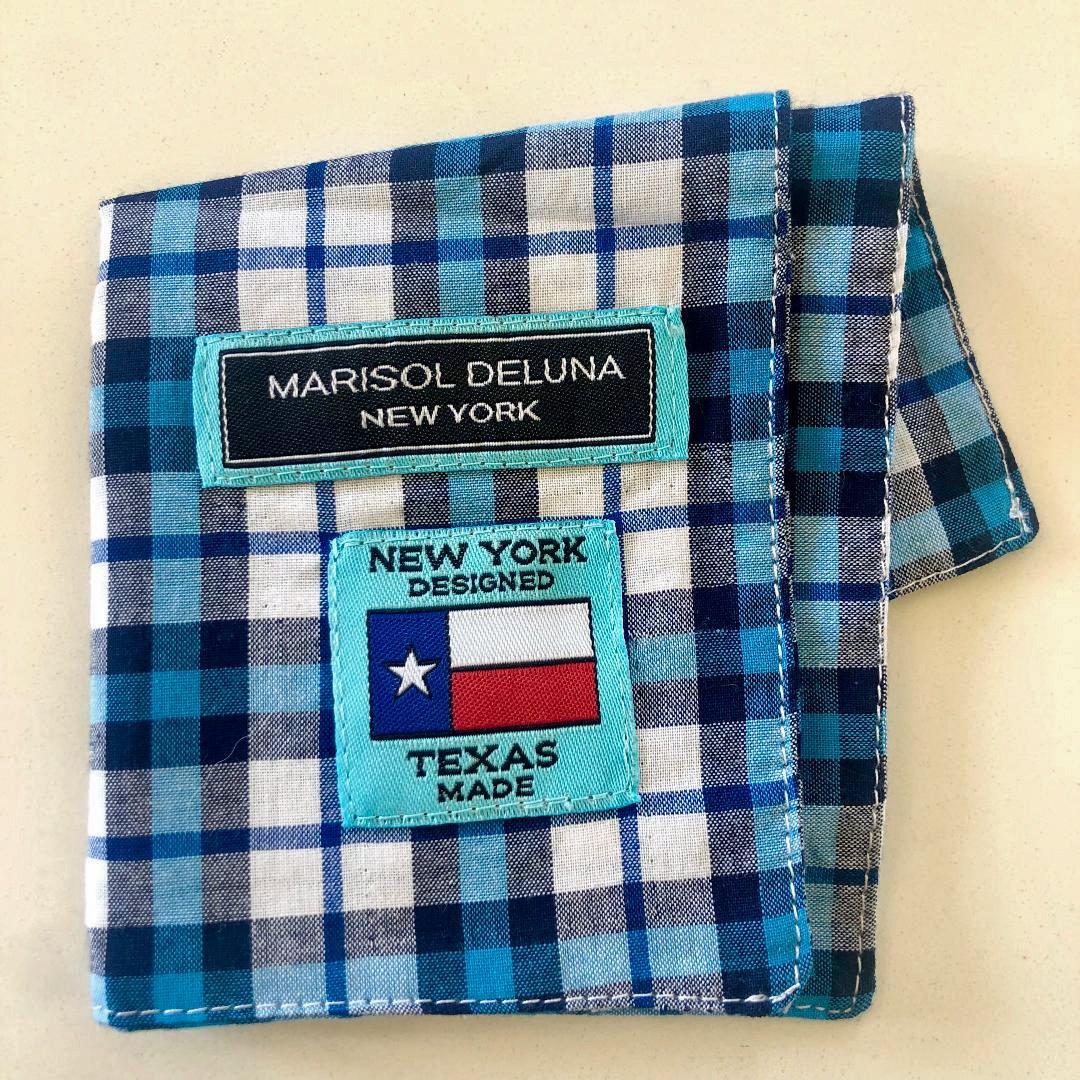 MARISOL DELUNA
NEW YORK
NEW YORK
DESIGNED
TEXAS
MADE